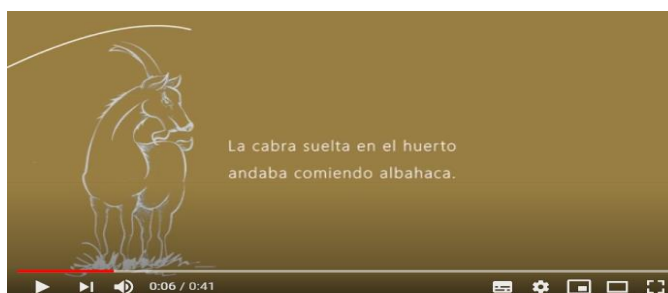 La cabra suelta en el huerto
andaba comiendo albahaca.
0:06 / 0:41